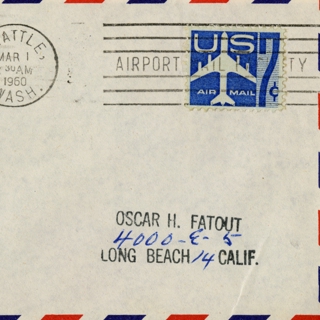 SEATTLE,
MAR 1
AM
1960
WASH.
AIRPORT
TY
US
7¢
AIR MAIL
OSCAR H. FATOUT
4000-E-5
LONG BEACH 14 CALIF.